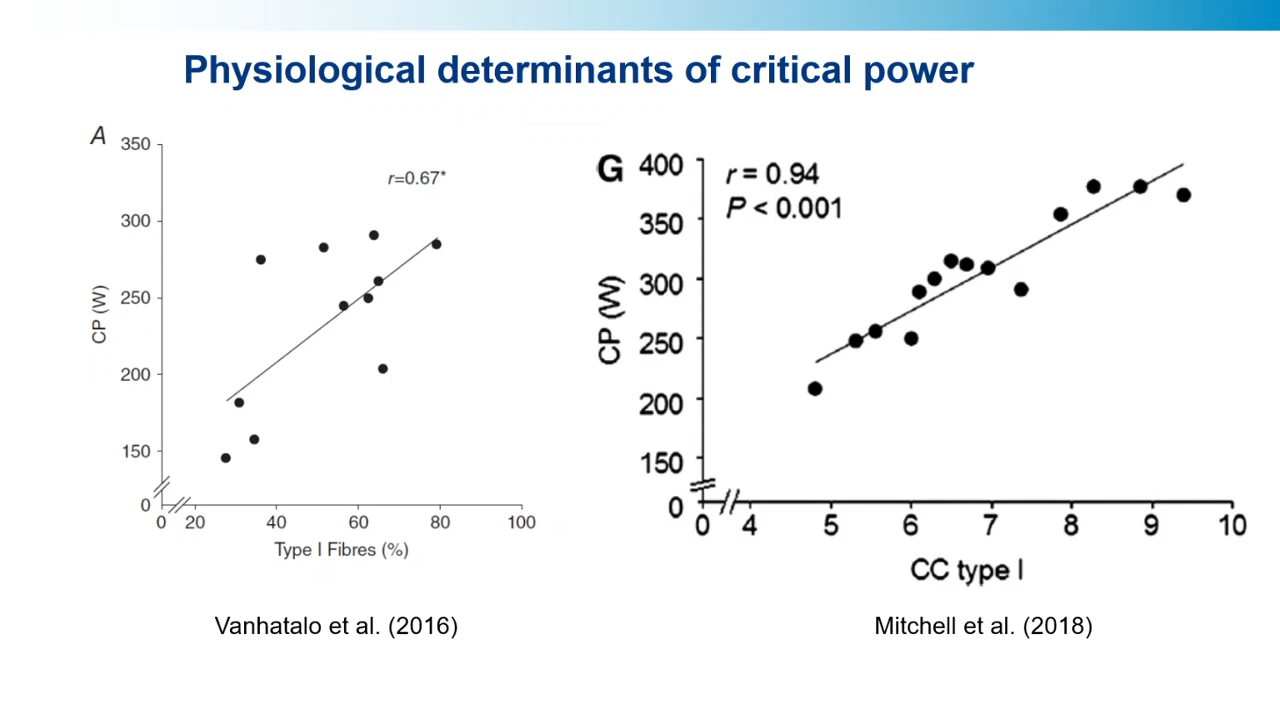 Physiological determinants of critical power
A
350
300
250
200
150
0
CP (W)
r=0.67*
0 20 40 60 80 100
Type I Fibres (%)
Vanhatalo et al. (2016)
G
400
350
300
250
200
150
0
CP (W)
r = 0.94
P < 0.001
0 4 5 6 7 8 9 10
CC type I
Mitchell et al. (2018)